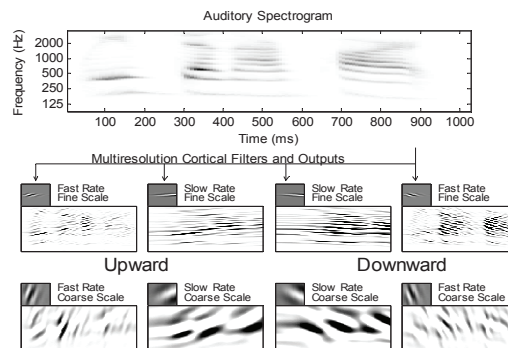 Auditory Spectrogram
Frequency (Hz)
2000
1000
500
250
125
100 200 300 400 500 600 700 800 900 1000
Time (ms)
Multiresolution Cortical Filters and Outputs
Fast Rate
Fine Scale
Slow Rate
Fine Scale
Slow Rate
Fine Scale
Fast Rate
Fine Scale
Upward
Downward
Fast Rate
Coarse Scale
Slow Rate
Coarse Scale
Slow Rate
Coarse Scale
Fast Rate
Coarse Scale